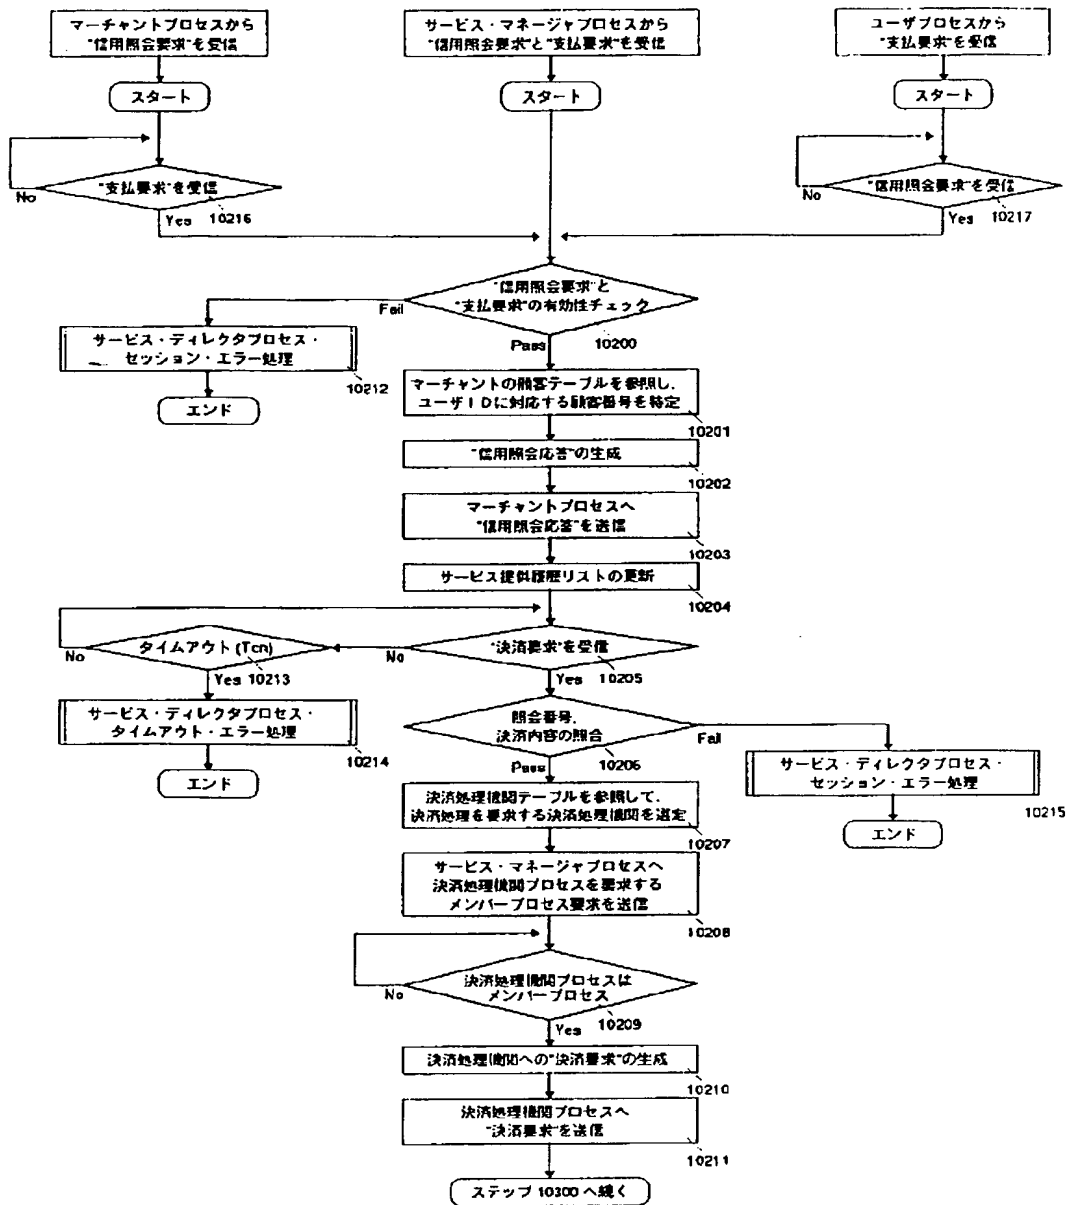 マーチャントプロセスから
"信用照会要求"を受信
サービス・マネージャプロセスから
"信用照会要求"と"支払要求"を受信
ユーザプロセスから
"支払要求"を受信
スタート
スタート
スタート
"支払要求"を受信
No
10216
Yes
"信用照会要求"を受信
No
10217
Yes
"信用照会要求"と
"支払要求"の有効性チェック
Fail
10200
Pass
サービス・ディレクタプロセス・
セッション・エラー処理
10212
エンド
マーチャントの顧客テーブルを参照し、
ユーザIDに対応する顧客番号を特定
10201
"信用照会応答"の生成
10202
マーチャントプロセスへ
"信用照会応答"を送信
10203
サービス提供履歴リストの更新
10204
タイムアウト(Tcn)
No
Yes 10213
"決済要求"を受信
No
Yes
10205
サービス・ディレクタプロセス・
タイムアウト・エラー処理
10214
エンド
照会番号、
決済内容の照合
Fail
Pass
10206
サービス・ディレクタプロセス・
セッション・エラー処理
10215
エンド
決済処理機関テーブルを参照して、
決済処理を要求する決済処理機関を選定
10207
サービス・マネージャプロセスへ
決済処理機関プロセスを要求する
メンバープロセス要求を送信
10208
決済処理機関プロセスは
メンバープロセス
No
Yes
10209
決済処理機関への"決済要求"の生成
10210
決済処理機関プロセスへ
"決済要求"を送信
10211
ステップ 10300 へ続く